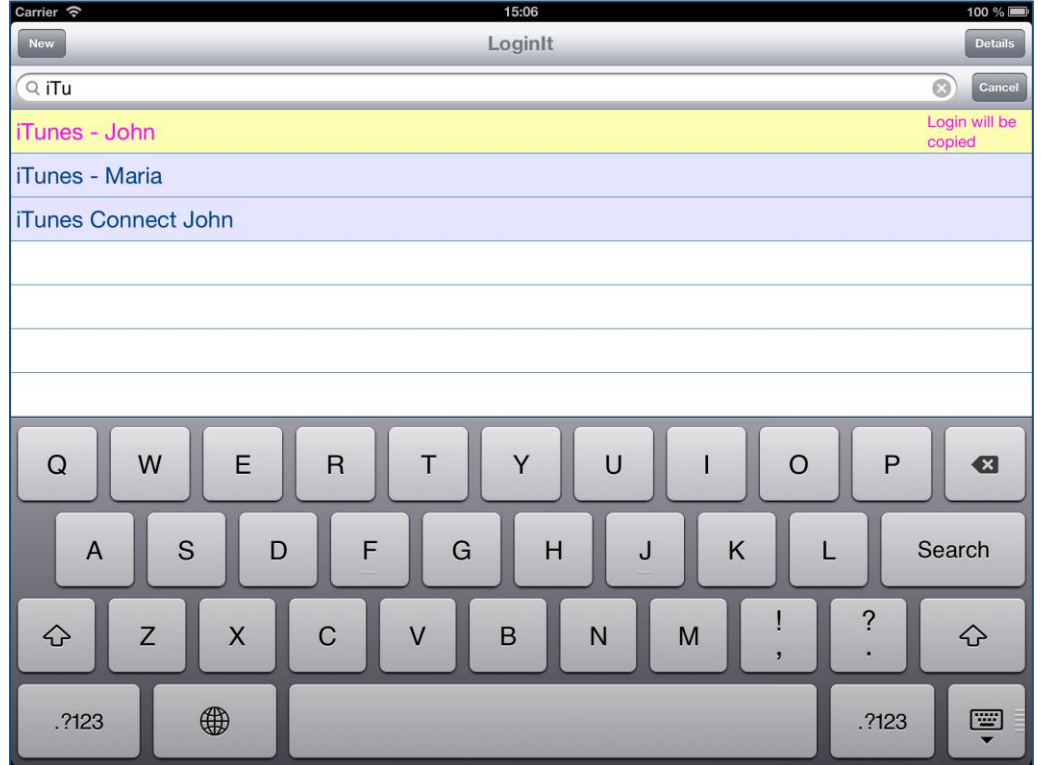 Carrier 15:06 100 %
New LoginIt Details
iTu Cancel
iTunes - John Login will be
copied
iTunes - Maria
iTunes Connect John
Q W E R T Y U I O P
A S D F G H J K L Search
Z X C V B N M ! , ? .
.?123 .?123